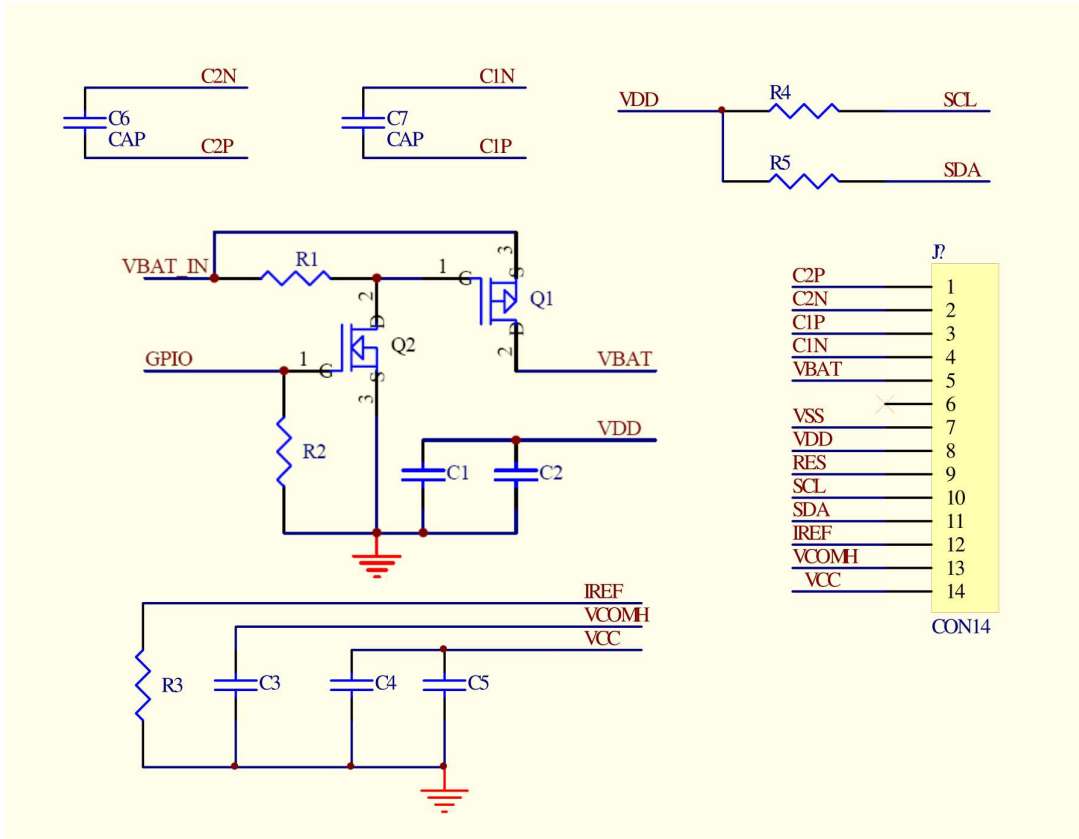 C2N
C6
CAP
C2P
C1N
C7
CAP
C1P
VDD
R4
SCL
R5
SDA
VBAT_IN
R1
1
G
3
S
Q1
D
2
VBAT
2
D
Q2
GPIO
1
G
S
3
R2
VDD
C1
C2
J?
C2P 1
C2N 2
C1P 3
C1N 4
VBAT 5
6
VSS 7
VDD 8
RES 9
SCL 10
SDA 11
IREF 12
VCOMH 13
VCC 14
CON14
IREF
VCOMH
VCC
R3
C3
C4
C5